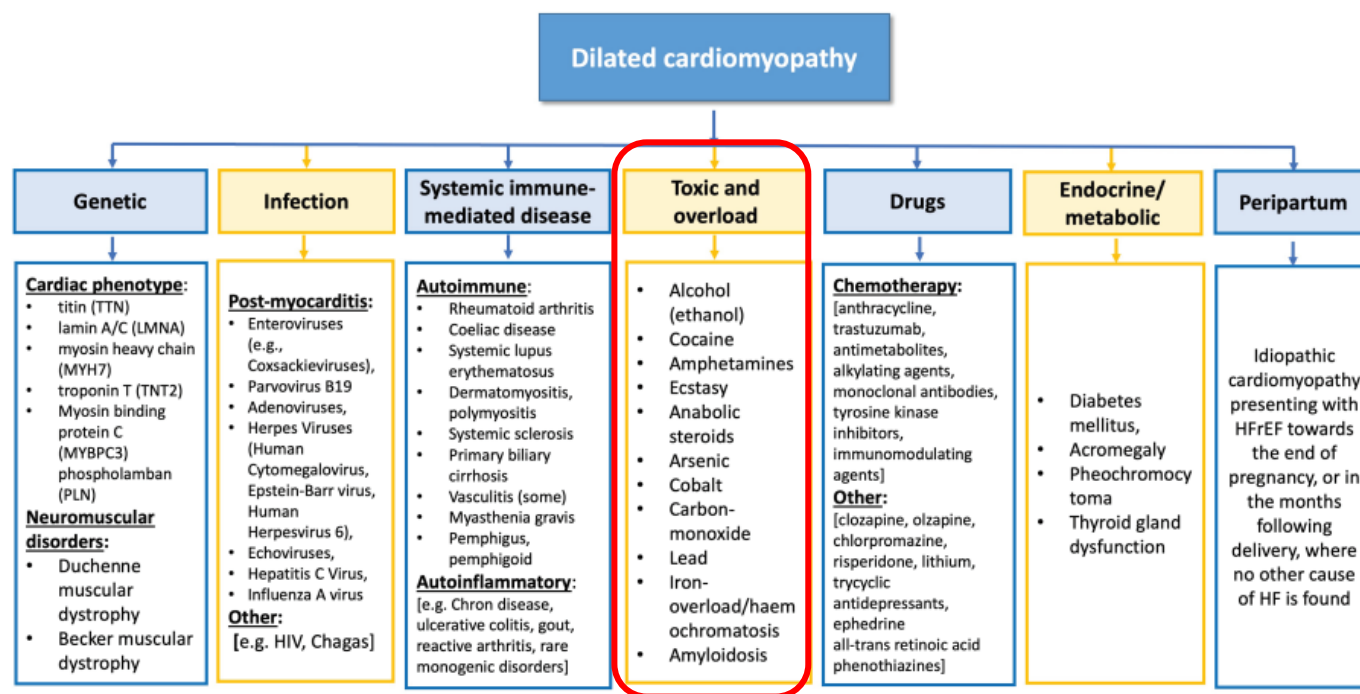 Dilated cardiomyopathy
Genetic
Cardiac phenotype:
• titin (TTN)
• lamin A/C (LMNA)
• myosin heavy chain
(MYH7)
• troponin T (TNT2)
• Myosin binding
protein C
(MYBPC3)
phospholamban
(PLN)
Neuromuscular
disorders:
• Duchenne
muscular
dystrophy
• Becker muscular
dystrophy
Infection
Post-myocarditis:
• Enteroviruses
(e.g.,
Coxsackieviruses),
• Parvovirus B19
• Adenoviruses,
• Herpes Viruses
(Human
Cytomegalovirus,
Epstein-Barr virus,
Human
Herpesvirus 6),
• Echoviruses,
• Hepatitis C Virus,
• Influenza A virus
Other:
[e.g. HIV, Chagas]
Systemic immune-
mediated disease
Autoimmune:
• Rheumatoid arthritis
• Coeliac disease
• Systemic lupus
erythematosus
• Dermatomyositis,
polymyositis
• Systemic sclerosis
• Primary biliary
cirrhosis
• Vasculitis (some)
• Myasthenia gravis
• Pemphigus,
pemphigoid
Autoinflammatory:
[e.g. Chron disease,
ulcerative colitis, gout,
reactive arthritis, rare
monogenic disorders]
Toxic and
overload
• Alcohol
(ethanol)
• Cocaine
• Amphetamines
• Ecstasy
• Anabolic
steroids
• Arsenic
• Cobalt
• Carbon-
monoxide
• Lead
• Iron-
overload/haem
ochromatosis
• Amyloidosis
Drugs
Chemotherapy:
[anthracycline,
trastuzumab,
antimetabolites,
alkylating agents,
monoclonal antibodies,
tyrosine kinase
inhibitors,
immunomodulating
agents]
Other:
[clozapine, olzapine,
chlorpromazine,
risperidone, lithium,
trycyclic
antidepressants,
ephedrine
all-trans retinoic acid
phenothiazines]
Endocrine/
metabolic
• Diabetes
mellitus,
• Acromegaly
• Pheochromocy
toma
• Thyroid gland
dysfunction
Peripartum
Idiopathic
cardiomyopathy
presenting with
HFrEF towards
the end of
pregnancy, or in
the months
following
delivery, where
no other cause
of HF is found